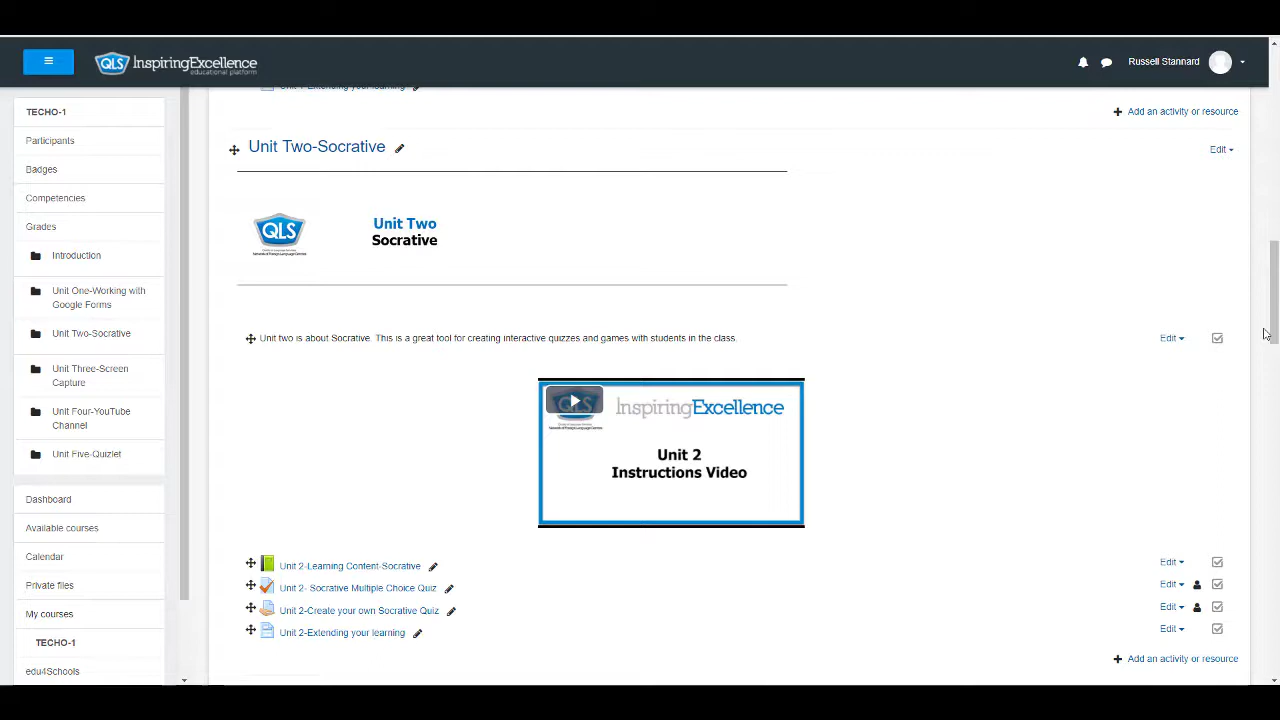 QLS InspiringExcellence
educational platform
Russell Stannard
TECHO-1
Participants
Badges
Competencies
Grades
Introduction
Unit One-Working with
Google Forms
Unit Two-Socrative
Unit Three-Screen
Capture
Unit Four-YouTube
Channel
Unit Five-Quizlet
Dashboard
Available courses
Calendar
Private files
My courses
TECHO-1
edu4Schools
Unit 1-Extending your learning
Add an activity or resource
Unit Two-Socrative
Edit
QLS
Unit Two
Socrative
Unit two is about Socrative. This is a great tool for creating interactive quizzes and games with students in the class.
Edit
InspiringExcellence
Unit 2
Instructions Video
Unit 2-Learning Content-Socrative
Edit
Unit 2- Socrative Multiple Choice Quiz
Edit
Unit 2-Create your own Socrative Quiz
Edit
Unit 2-Extending your learning
Edit
Add an activity or resource